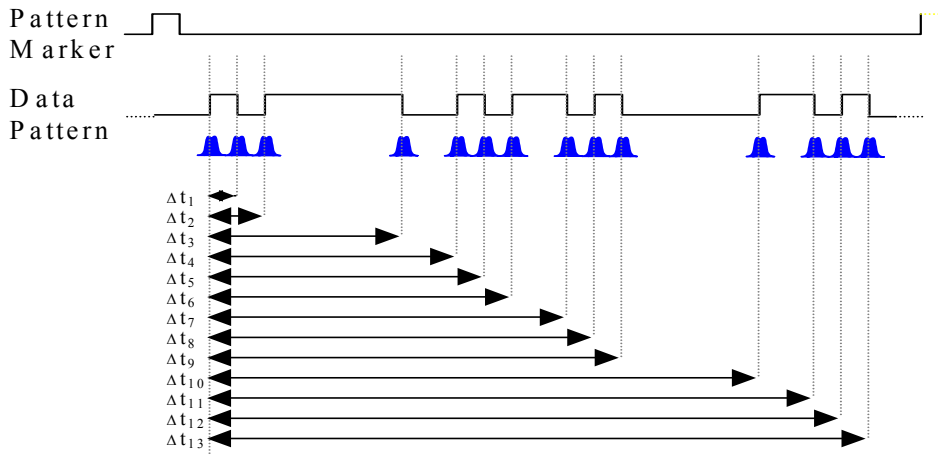 Pattern
Marker
Data
Pattern
Δt₁
Δt₂
Δt₃
Δt₄
Δt₅
Δt₆
Δt₇
Δt₈
Δt₉
Δt₁₀
Δt₁₁
Δt₁₂
Δt₁₃